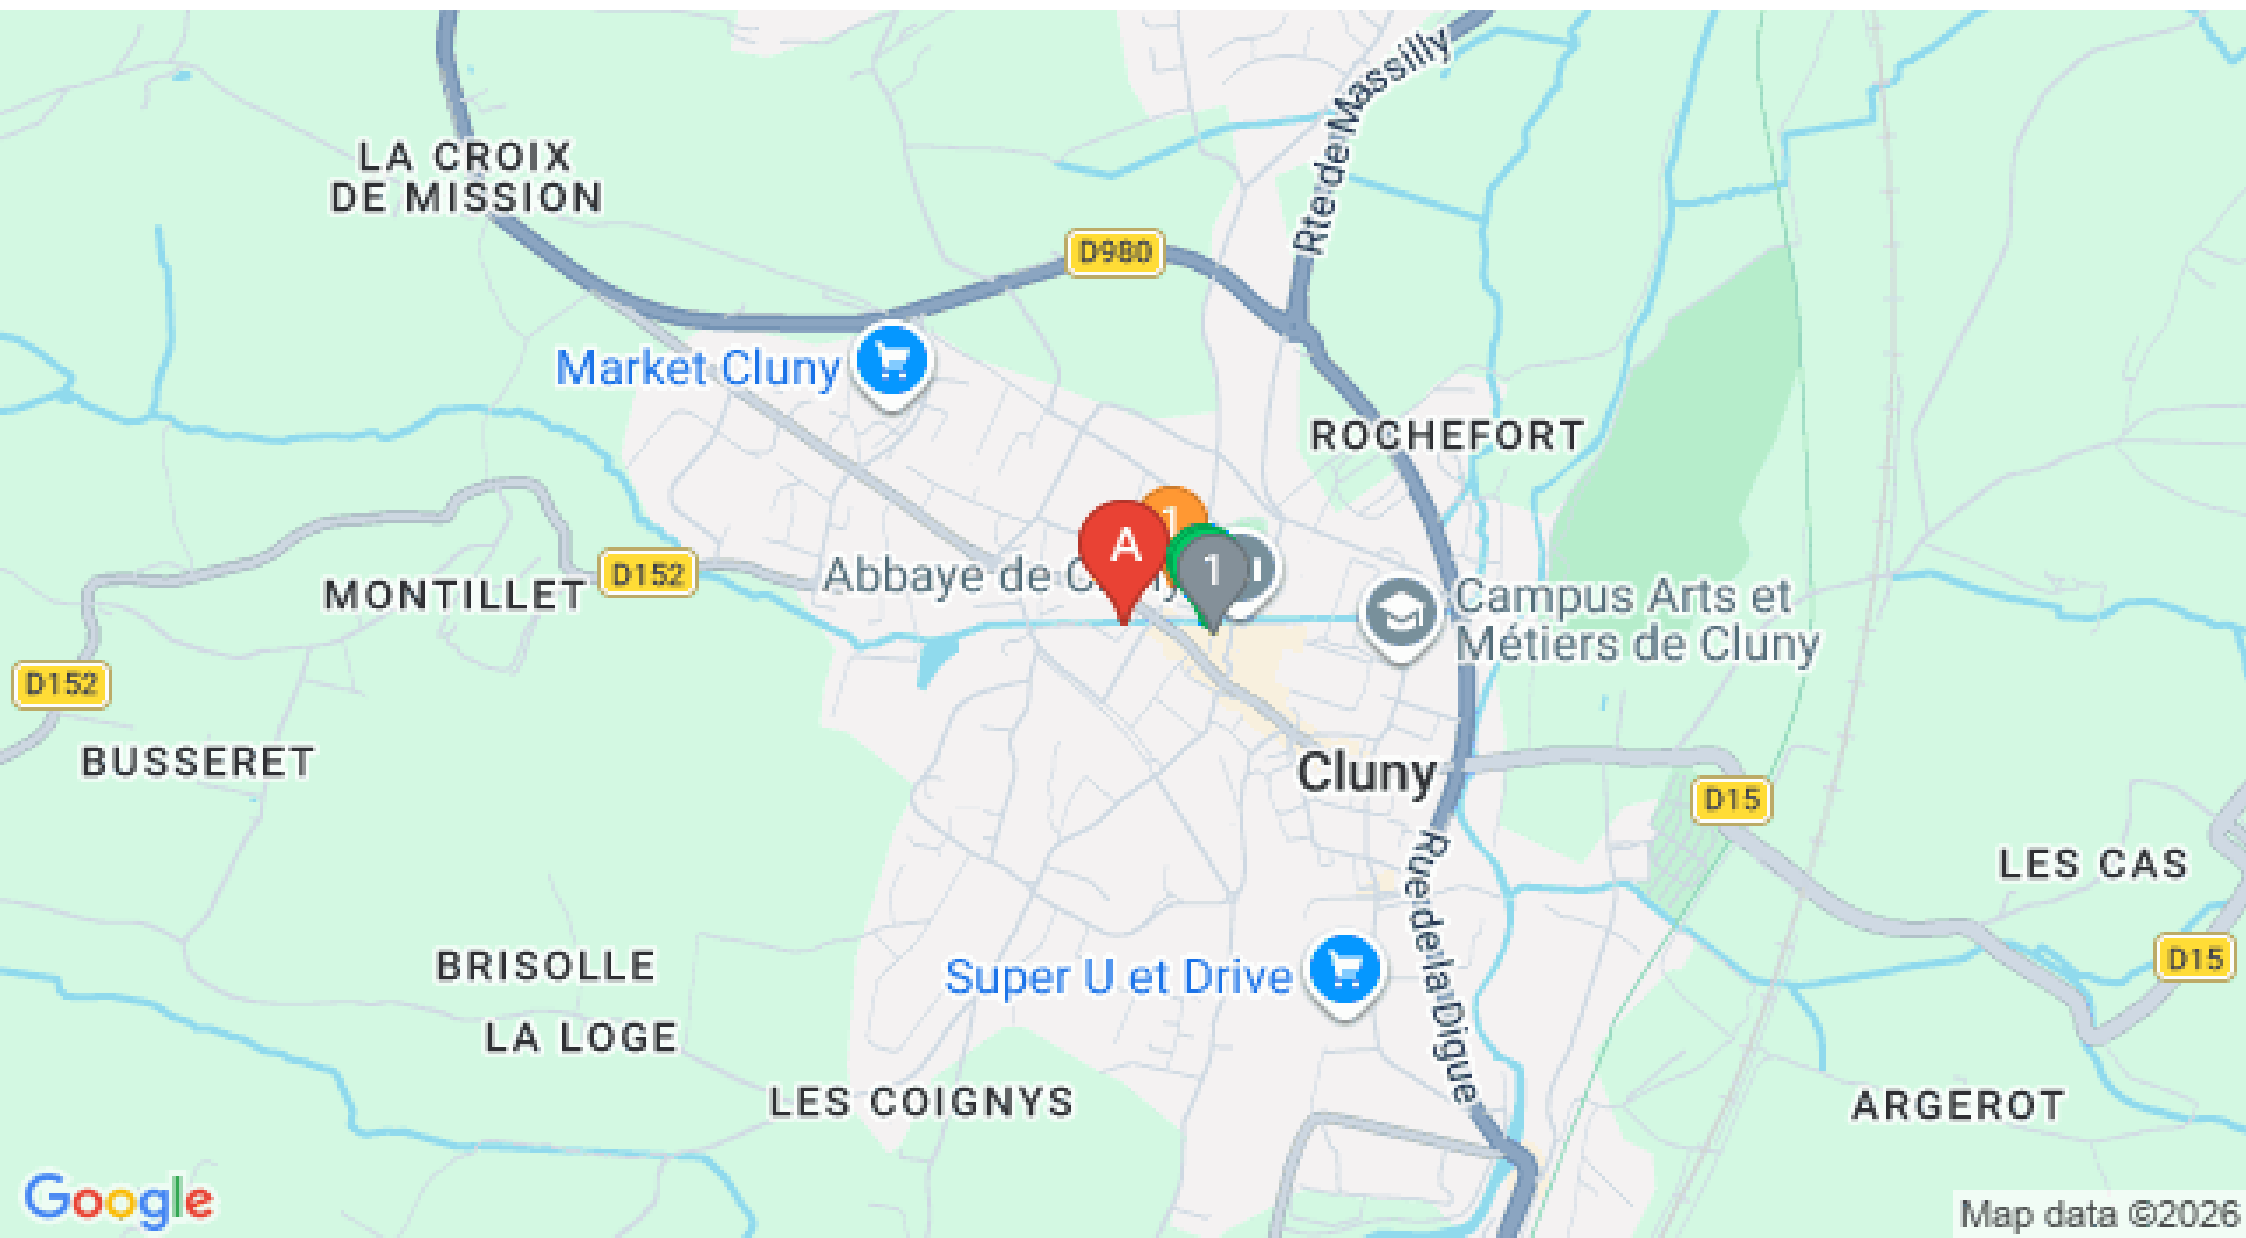 Rte de Massilly
LA CROIX
DE MISSION
D980
Market Cluny
ROCHEFORT
1
A
1
Abbaye de
D152
MONTILLET
Campus Arts et
Métiers de Cluny
D152
BUSSERET
Cluny
D15
Rue de la Digue
LES CAS
BRISOLLE
Super U et Drive
D15
LA LOGE
LES COIGNYS
ARGEROT
Google
Map data ©2026